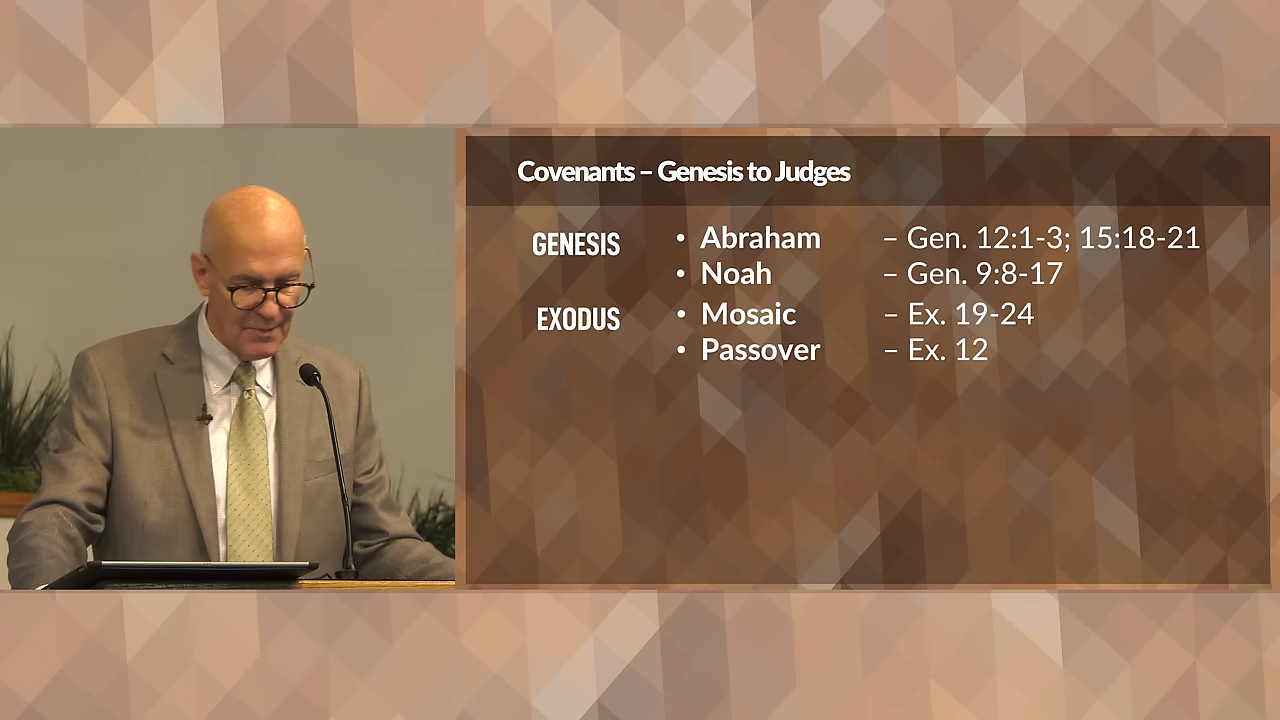 Covenants – Genesis to Judges
GENESIS • Abraham – Gen. 12:1-3; 15:18-21
• Noah – Gen. 9:8-17
EXODUS • Mosaic – Ex. 19-24
• Passover – Ex. 12